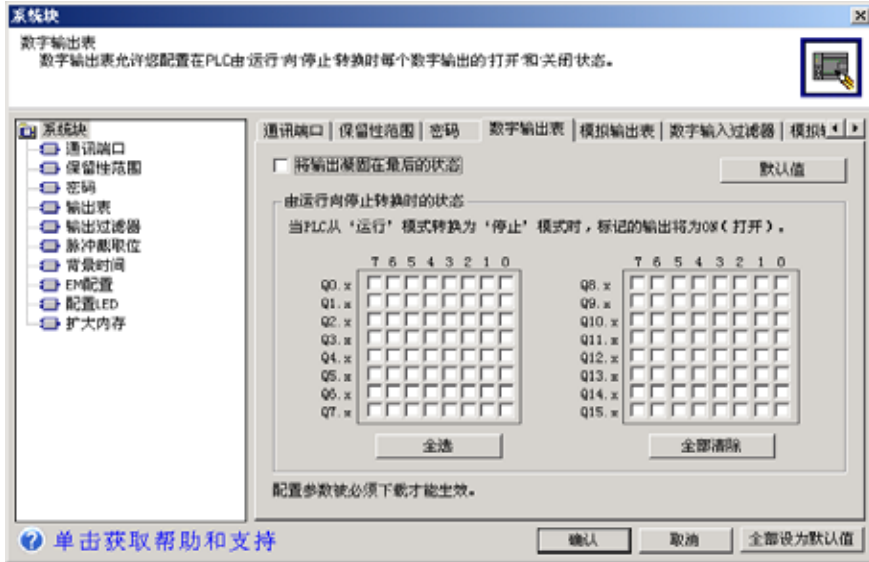 系统块
数字输出表
数字输出表允许您配置在PLC由'运行'向'停止'转换时每个数字输出的'打开'和'关闭'状态。
系统块
通讯端口
保留性范围
密码
输出表
输出过滤器
脉冲截取位
背景时间
EM配置
配置LED
扩大内存
通讯端口 保留性范围 密码 数字输出表 模拟输出表 数字输入过滤器
将输出凝固在最后的状态
默认值
由运行向停止转换时的状态
当PLC从‘运行’模式转换为‘停止’模式时，标记的输出将为ON(打开)。
7 6 5 4 3 2 1 0 7 6 5 4 3 2 1 0
Q0.x Q8.x
Q1.x Q9.x
Q2.x Q10.x
Q3.x Q11.x
Q4.x Q12.x
Q5.x Q13.x
Q6.x Q14.x
Q7.x Q15.x
全选 全部清除
配置参数被必须下载才能生效。
单击获取帮助和支持
确认 取消 全部设为默认值